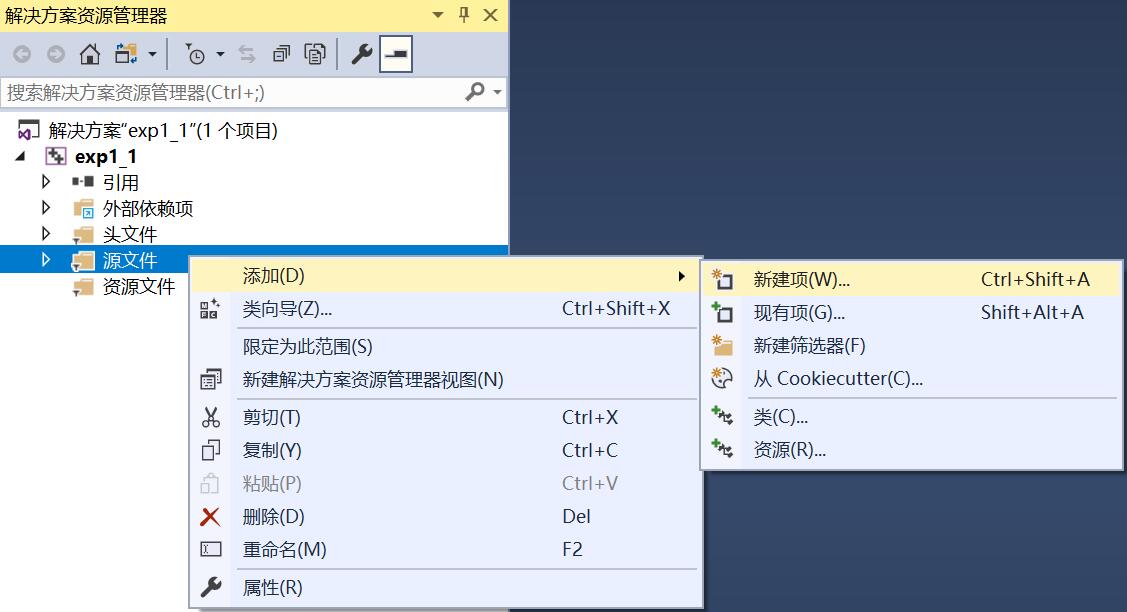 解决方案资源管理器
搜索解决方案资源管理器(Ctrl+;)
解决方案"exp1_1"(1 个项目)
exp1_1
引用
外部依赖项
头文件
源文件
资源文件
添加(D)
类向导(Z)... Ctrl+Shift+X
限定为此范围(S)
新建解决方案资源管理器视图(N)
剪切(T) Ctrl+X
复制(Y) Ctrl+C
粘贴(P) Ctrl+V
删除(D) Del
重命名(M) F2
属性(R)
新建项(W)... Ctrl+Shift+A
现有项(G)... Shift+Alt+A
新建筛选器(F)
从 Cookiecutter(C)...
类(C)...
资源(R)...